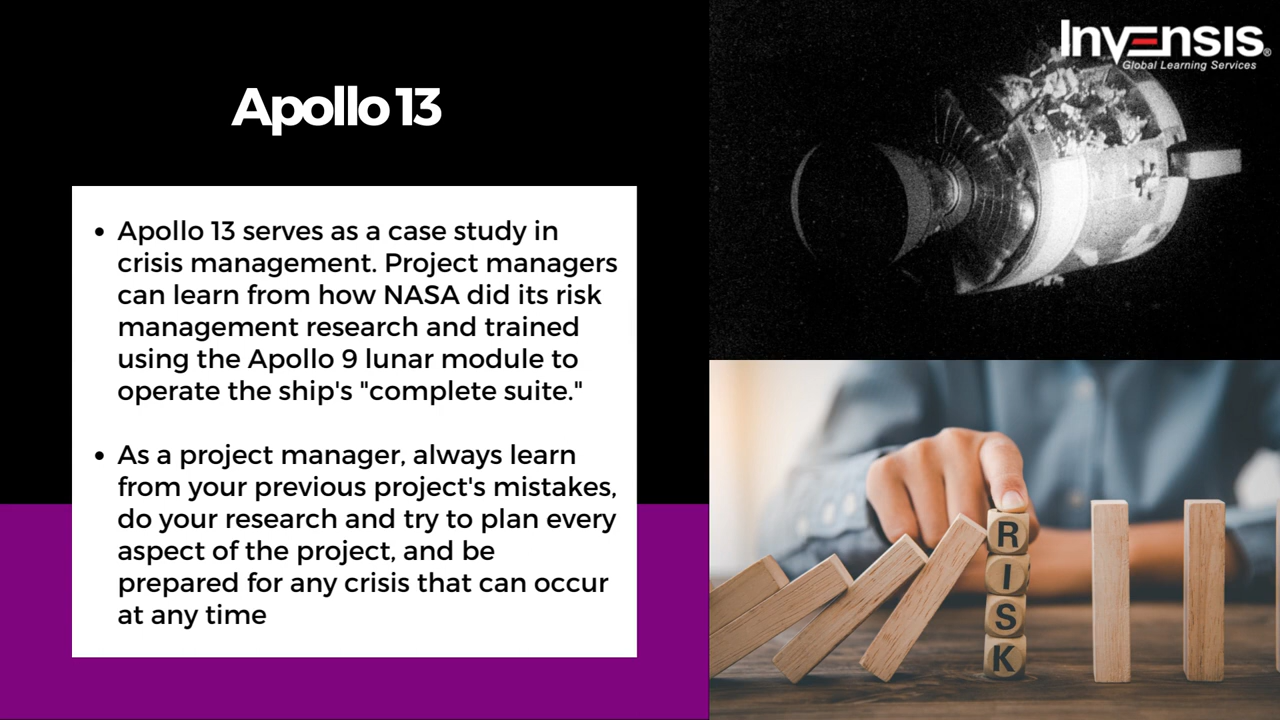 Invensis®
Global Learning Services
Apollo 13
• Apollo 13 serves as a case study in
crisis management. Project managers
can learn from how NASA did its risk
management research and trained
using the Apollo 9 lunar module to
operate the ship's "complete suite."
• As a project manager, always learn
from your previous project's mistakes,
do your research and try to plan every
aspect of the project, and be
prepared for any crisis that can occur
at any time
R
I
S
K